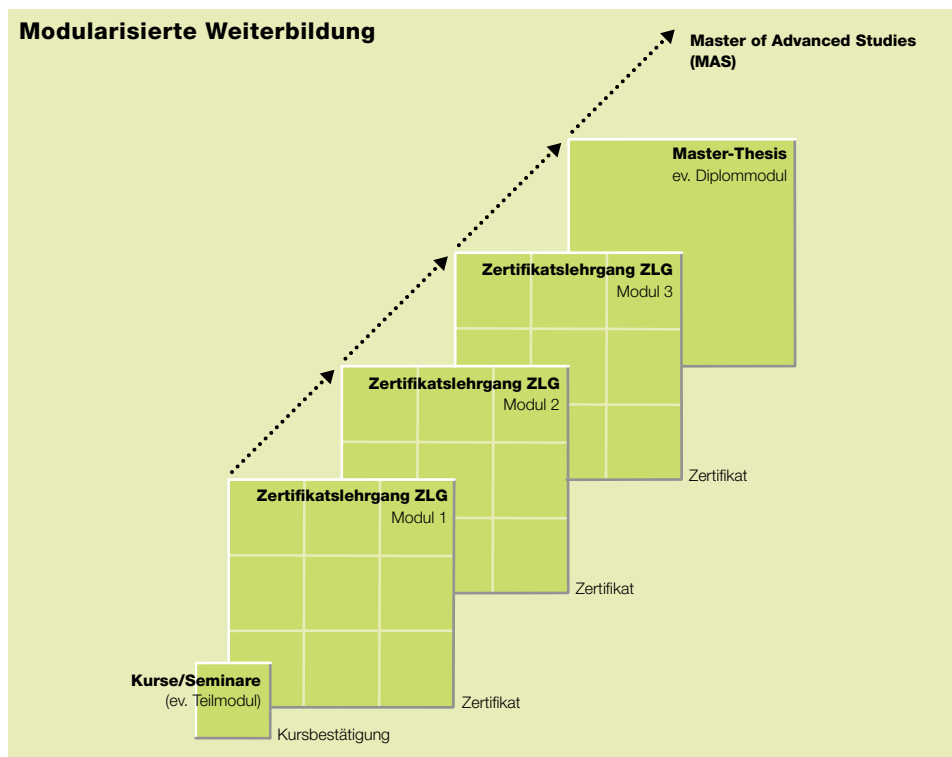 Modularisierte Weiterbildung
Master of Advanced Studies
(MAS)
Master-Thesis
ev. Diplommodul
Zertifikatslehrgang ZLG
Modul 3
Zertifikatslehrgang ZLG
Modul 2
Zertifikat
Zertifikatslehrgang ZLG
Modul 1
Zertifikat
Kurse/Seminare
(ev. Teilmodul)
Zertifikat
Kursbestätigung